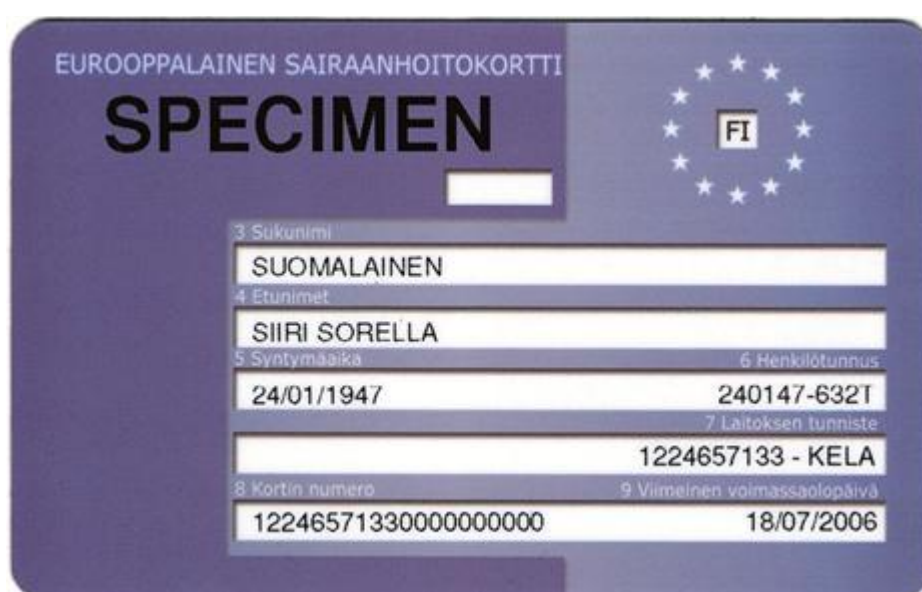 EUROOPPALAINEN SAIRAANHOITOKORTTI
SPECIMEN
FI
3 Sukunimi
SUOMALAINEN
4 Etunimet
SIIRI SORELLA
5 Syntymäaika 6 Henkilötunnus
24/01/1947 240147-632T
7 Laitoksen tunniste
1224657133 - KELA
8 Kortin numero 9 Viimeinen voimassaolopäivä
12246571330000000000 18/07/2006